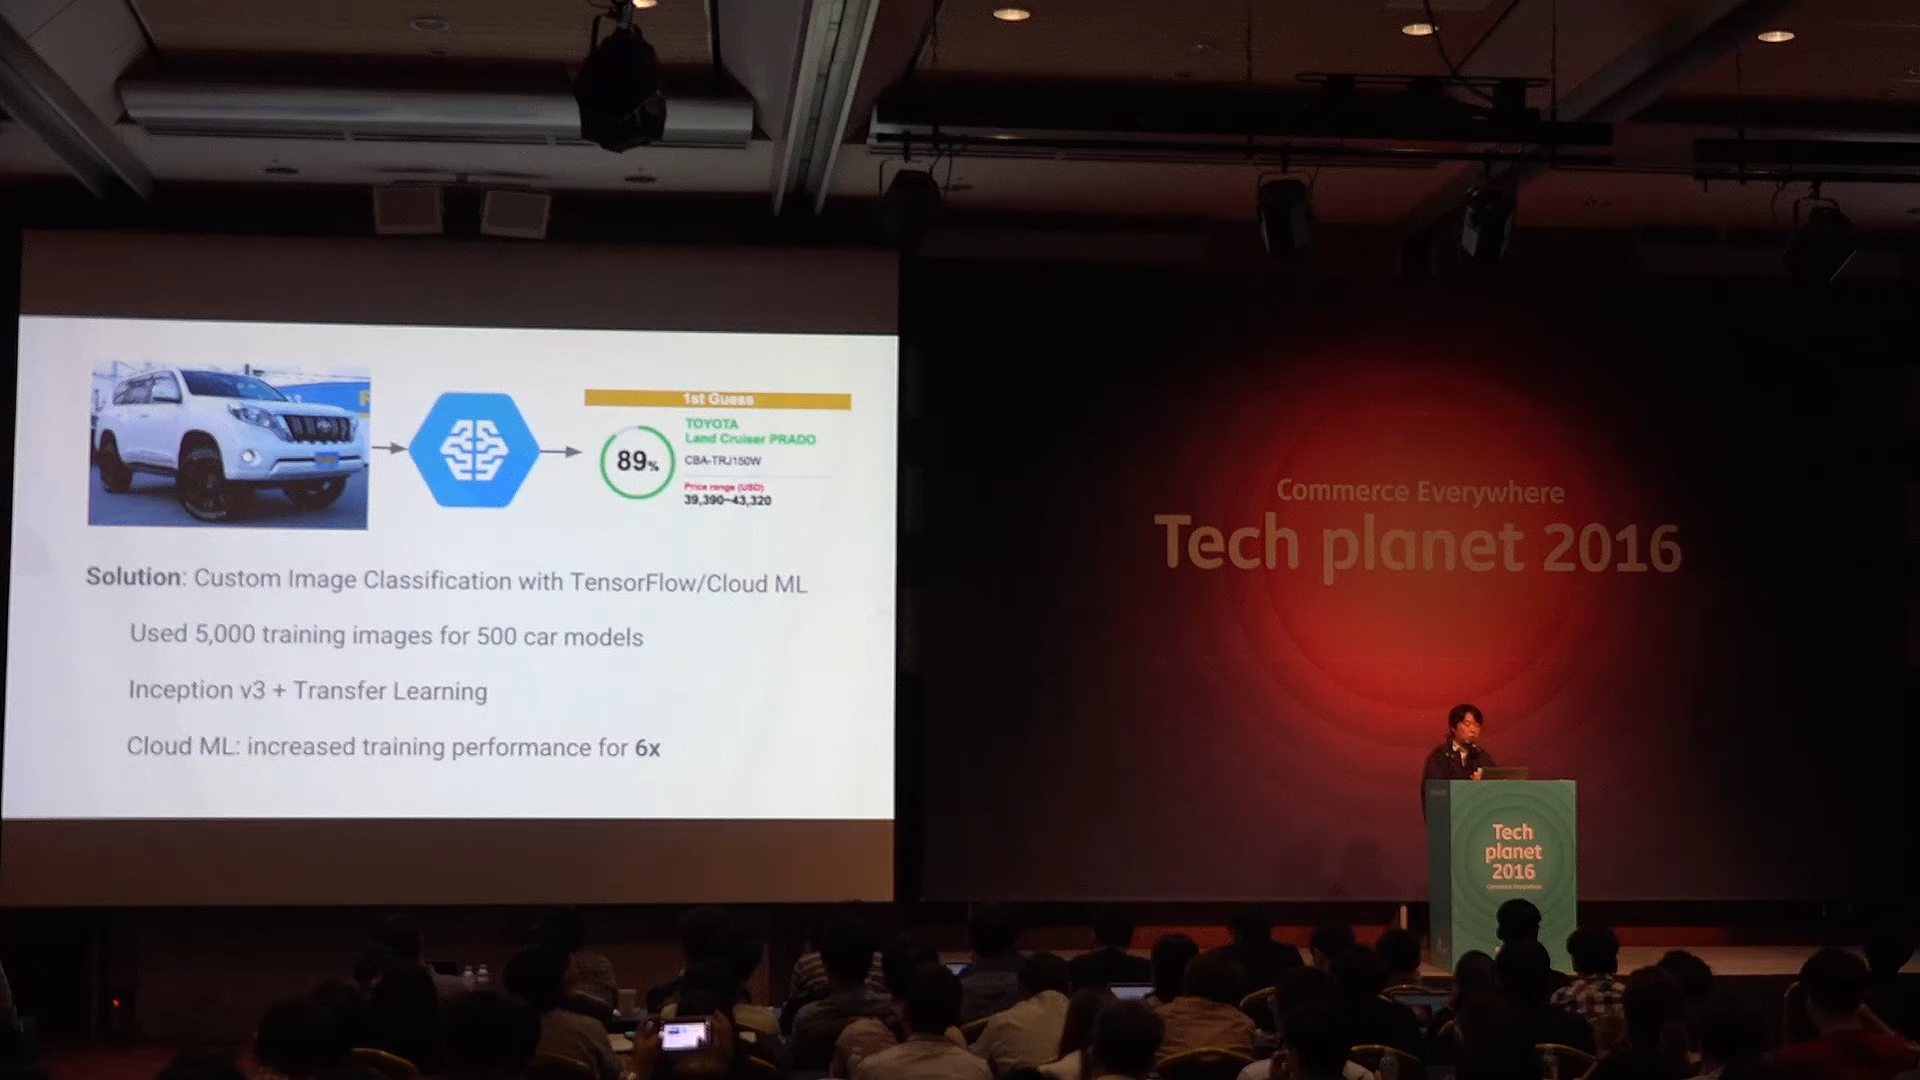 1st Guess
89%
TOYOTA
Land Cruiser PRADO
CBA-TRJ150W
Price range (USD)
39,390~43,320
Solution: Custom Image Classification with TensorFlow/Cloud ML
Used 5,000 training images for 500 car models
Inception v3 + Transfer Learning
Cloud ML: increased training performance for 6x
Commerce Everywhere
Tech planet 2016
Tech
planet
2016
Commerce Everywhere